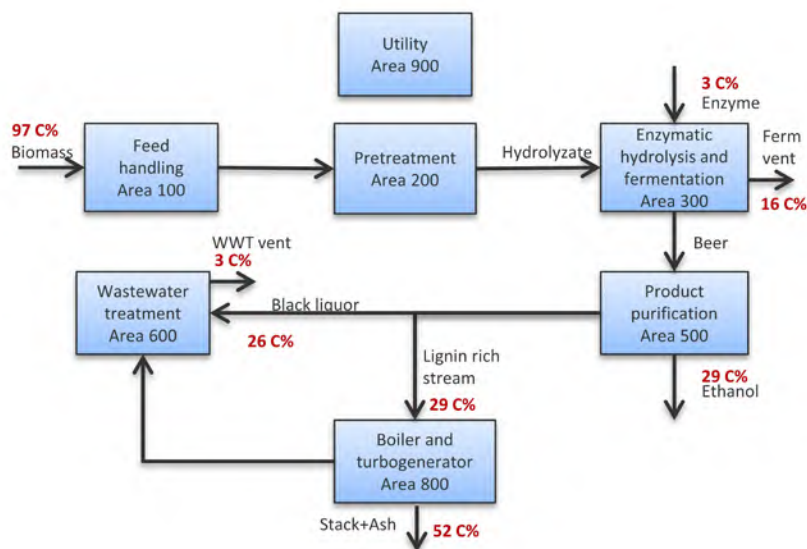 Utility
Area 900
97 C%
Biomass
Feed
handling
Area 100
Pretreatment
Area 200
Hydrolyzate
3 C%
Enzyme
Enzymatic
hydrolysis and
fermentation
Area 300
Ferm
vent
16 C%
Beer
WWT vent
3 C%
Wastewater
treatment
Area 600
Black liquor
26 C%
Product
purification
Area 500
Lignin rich
stream
29 C%
29 C%
Ethanol
Boiler and
turbogenerator
Area 800
Stack+Ash
52 C%